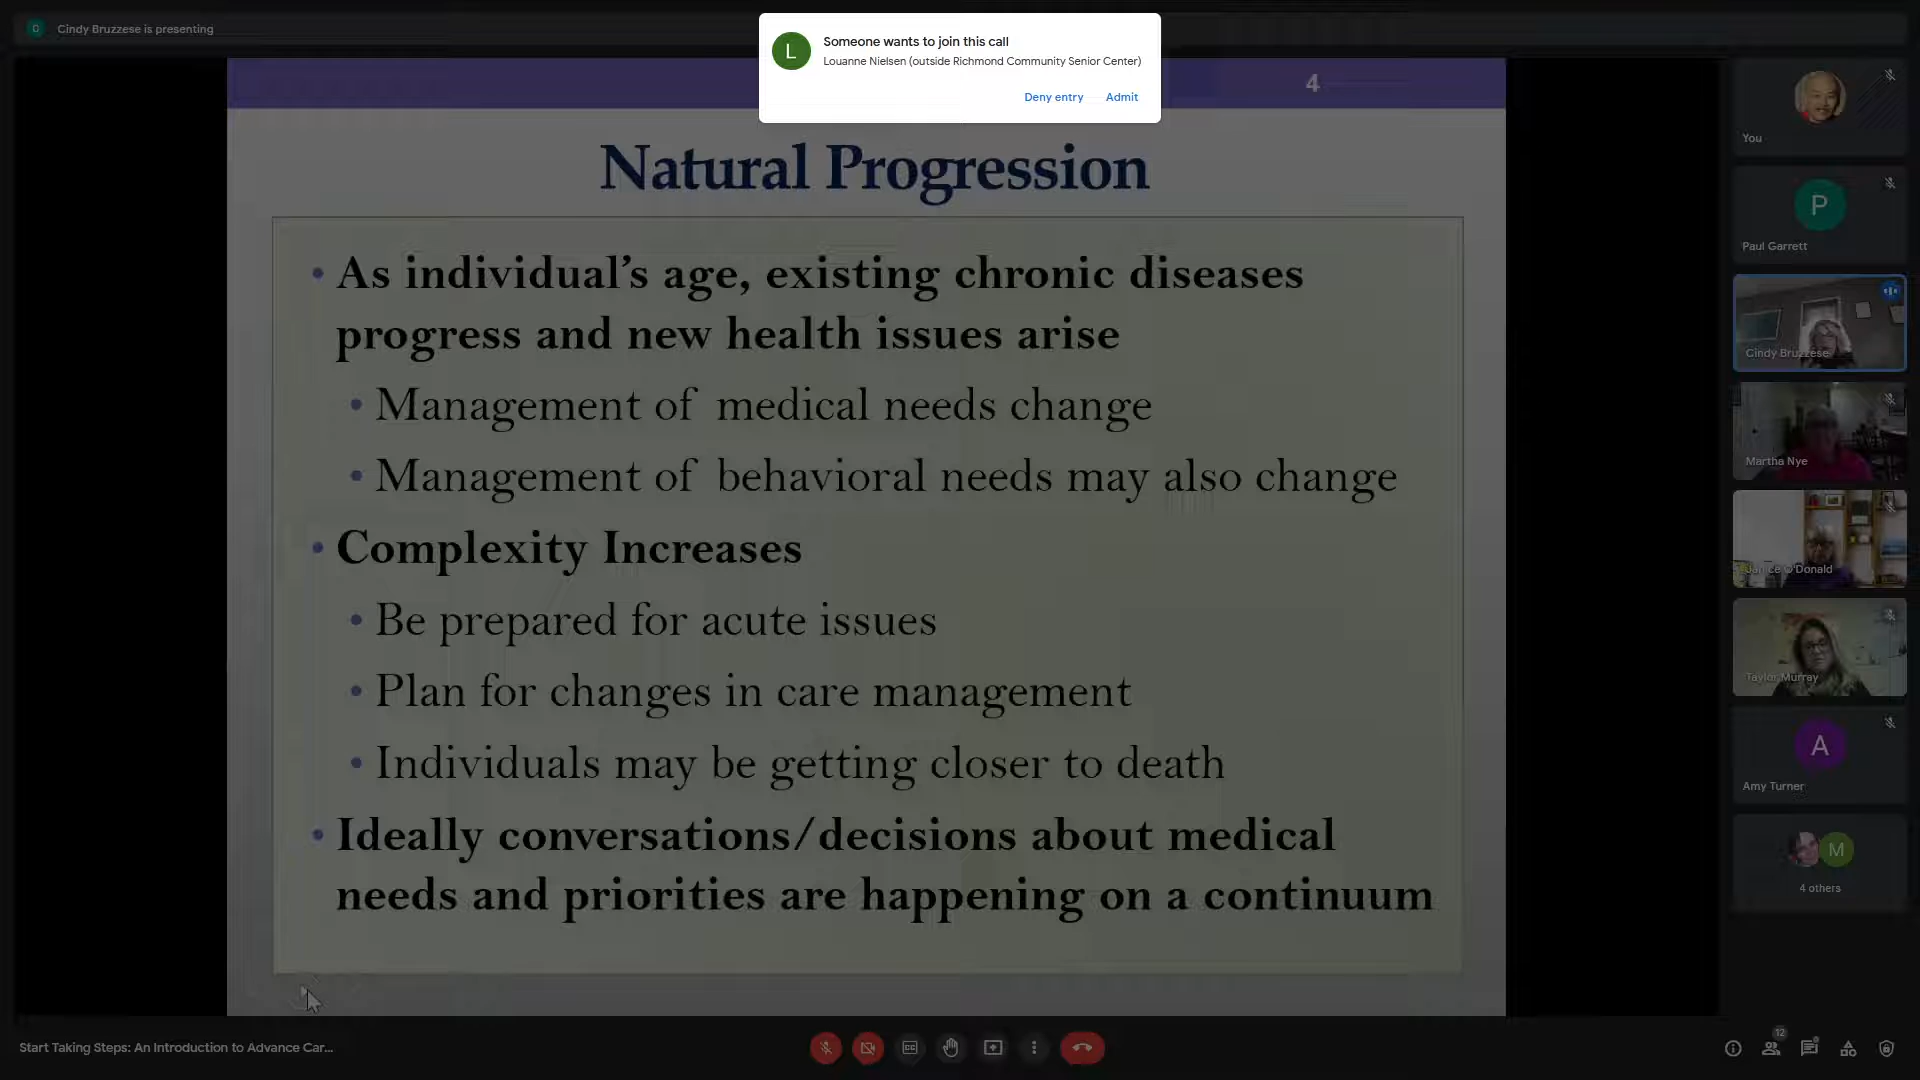 Cindy Bruzzese is presenting
L
Someone wants to join this call
Louanne Nielsen (outside Richmond Community Senior Center)
Deny entry Admit
4
Natural Progression
• As individual’s age, existing chronic diseases
progress and new health issues arise
• Management of medical needs change
• Management of behavioral needs may also change
• Complexity Increases
• Be prepared for acute issues
• Plan for changes in care management
• Individuals may be getting closer to death
• Ideally conversations/decisions about medical
needs and priorities are happening on a continuum
You
P
Paul Garrett
Cindy Bruzzese
Martha Nye
Janice O'Donald
Taylor Murray
A
Amy Turner
M
4 others
Start Taking Steps: An Introduction to Advance Car...
CC
12